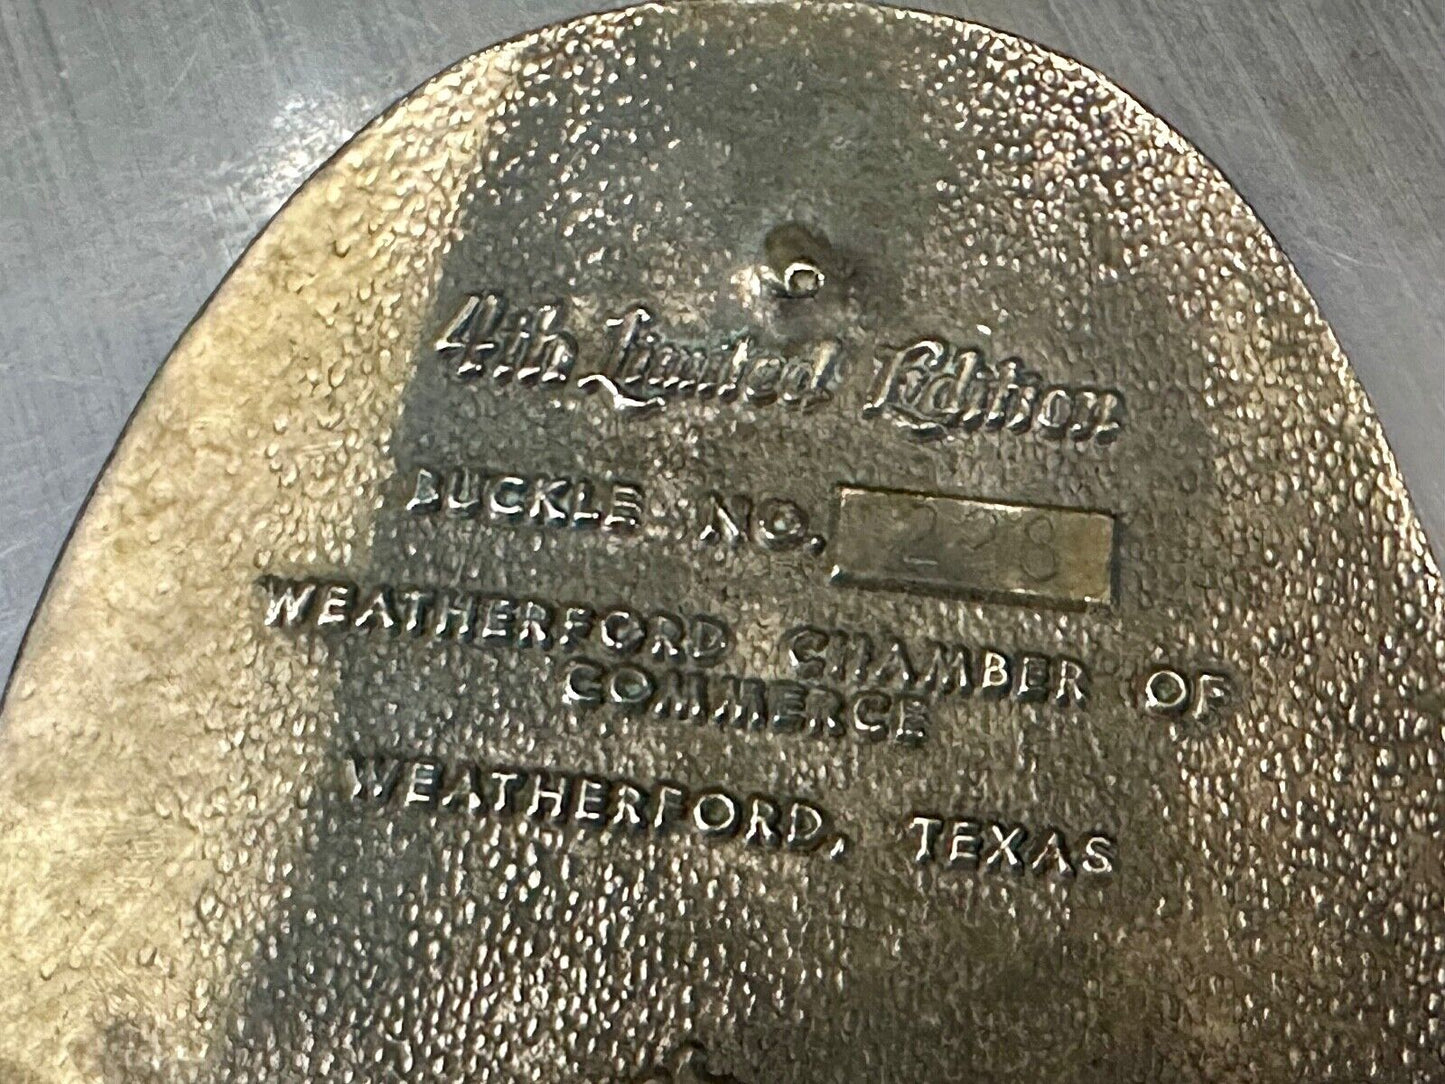 4th Limited Edition
BUCKLE NO. 228
WEATHERFORD CHAMBER OF
COMMERCE
WEATHERFORD, TEXAS